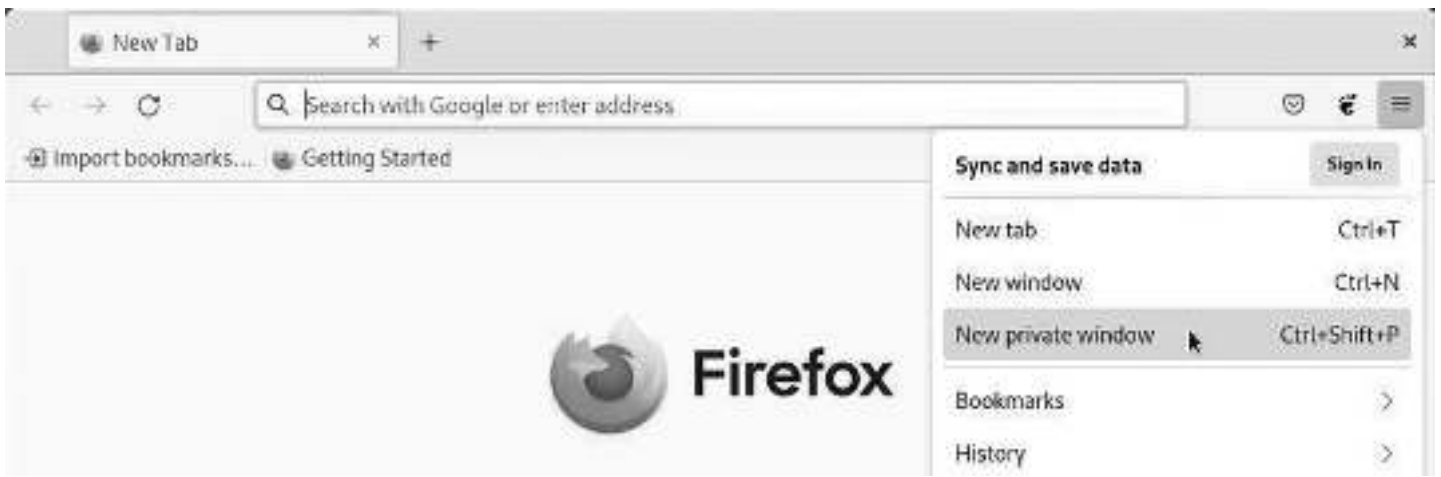 New Tab
Search with Google or enter address
Import bookmarks... Getting Started
Sync and save data Sign In
New tab Ctrl+T
New window Ctrl+N
New private window Ctrl+Shift+P
Firefox
Bookmarks
History